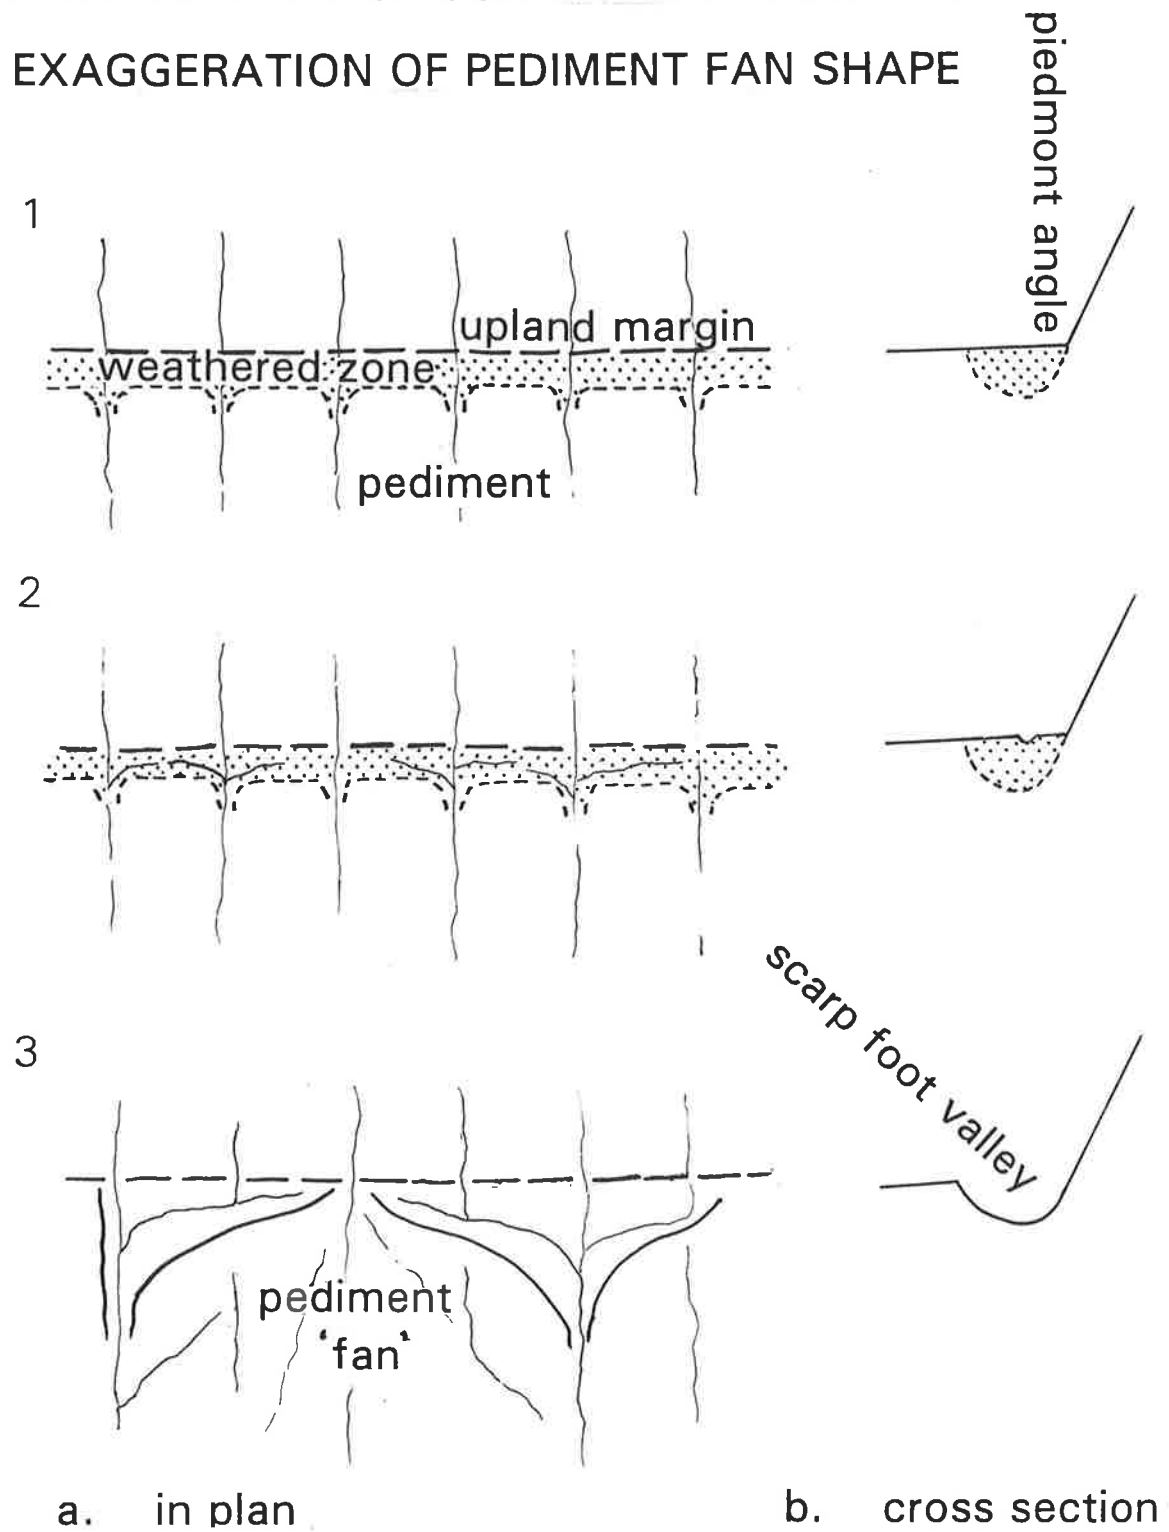 EXAGGERATION OF PEDIMENT FAN SHAPE
piedmont angle
1
upland margin
weathered zone
pediment
2
scarp foot valley
3
pediment
'fan'
a. in plan
b. cross section